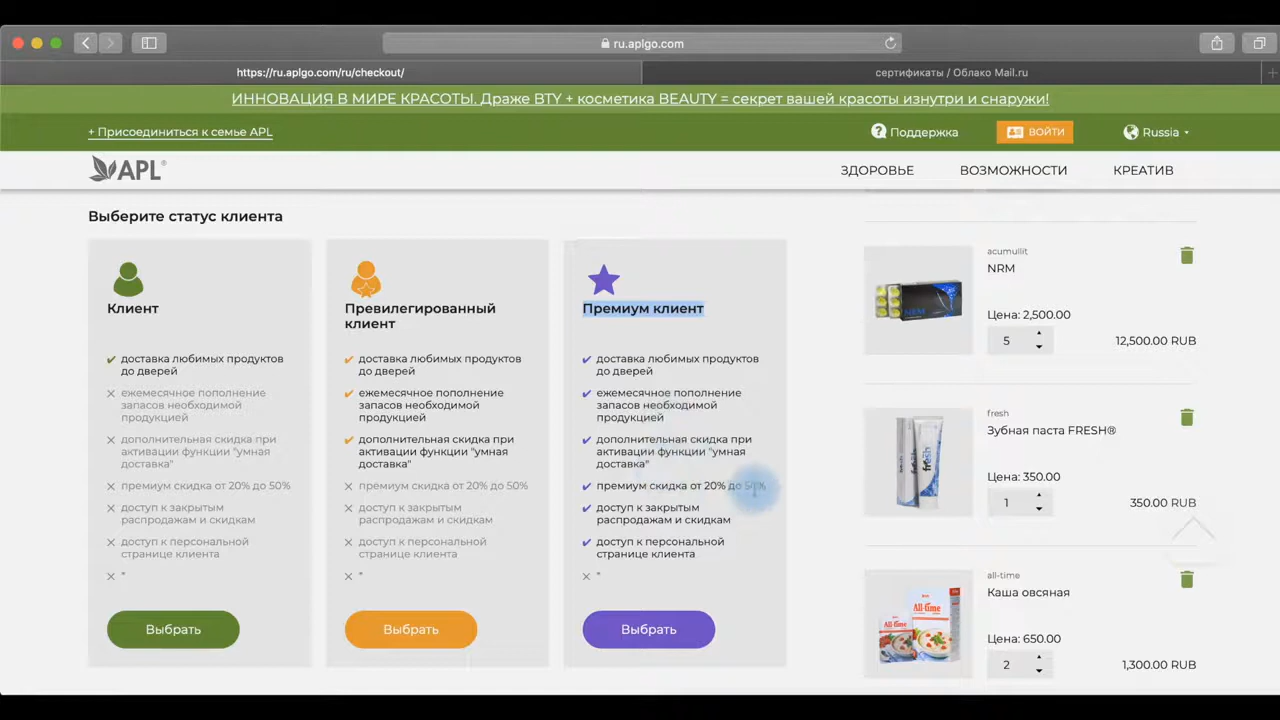 ru.aplgo.com
https://ru.aplgo.com/ru/checkout/
сертификаты / Облако Mail.ru
ИННОВАЦИЯ В МИРЕ КРАСОТЫ. Драже BTY + косметика BEAUTY = секрет вашей красоты изнутри и снаружи!
+ Присоединиться к семье APL
Поддержка
ВОЙТИ
Russia
APL®
ЗДОРОВЬЕ
ВОЗМОЖНОСТИ
КРЕАТИВ
Выберите статус клиента
Клиент
доставка любимых продуктов
до дверей
ежемесячное пополнение
запасов необходимой
продукцией
дополнительная скидка при
активации функции "умная
доставка"
премиум скидка от 20% до 50%
доступ к закрытым
распродажам и скидкам
доступ к персональной
странице клиента
*
Выбрать
Превилегированный
клиент
доставка любимых продуктов
до дверей
ежемесячное пополнение
запасов необходимой
продукцией
дополнительная скидка при
активации функции "умная
доставка"
премиум скидка от 20% до 50%
доступ к закрытым
распродажам и скидкам
доступ к персональной
странице клиента
*
Выбрать
Премиум клиент
доставка любимых продуктов
до дверей
ежемесячное пополнение
запасов необходимой
продукцией
дополнительная скидка при
активации функции "умная
доставка"
премиум скидка от 20% до 50%
доступ к закрытым
распродажам и скидкам
доступ к персональной
странице клиента
*
Выбрать
acumullit
NRM
Цена: 2,500.00
5
12,500.00 RUB
NRM
fresh
Зубная паста FRESH®
Цена: 350.00
1
350.00 RUB
fresh
all-time
Каша овсяная
Цена: 650.00
2
1,300.00 RUB
All-time
All-time